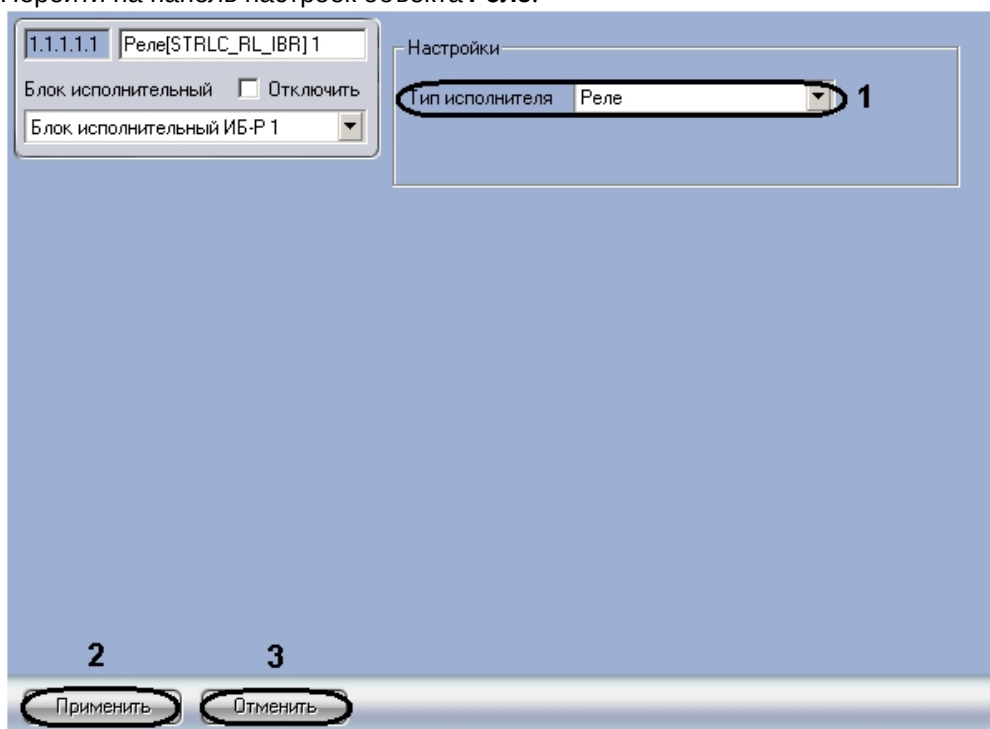 Перейти на панель настроек объекта Реле.
1.1.1.1.1 Реле[STRLC_RL_IBR] 1
Блок исполнительный Отключить
Блок исполнительный ИБ-Р 1
Настройки
Тип исполнителя Реле 1
2 3
Применить Отменить